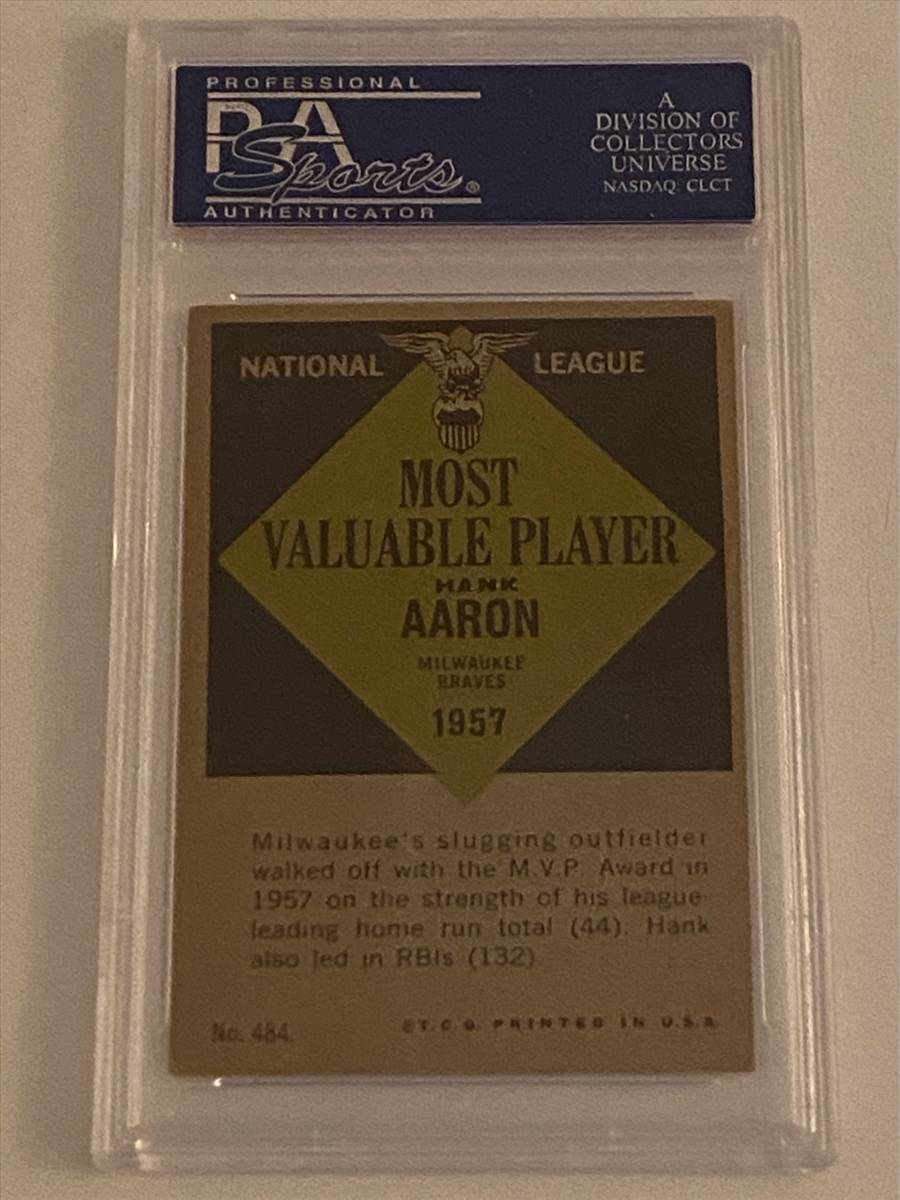 PROFESSIONAL
PSA
Sports®
AUTHENTICATOR
A
DIVISION OF
COLLECTORS
UNIVERSE
NASDAQ: CLCT
NATIONAL LEAGUE
MOST
VALUABLE PLAYER
HANK
AARON
MILWAUKEE
BRAVES
1957
Milwaukee's slugging outfielder
walked off with the M.V.P. Award in
1957 on the strength of his league-
leading home run total (44). Hank
also led in RBIs (132).
No. 484.
©T.C.G. PRINTED IN U.S.A.